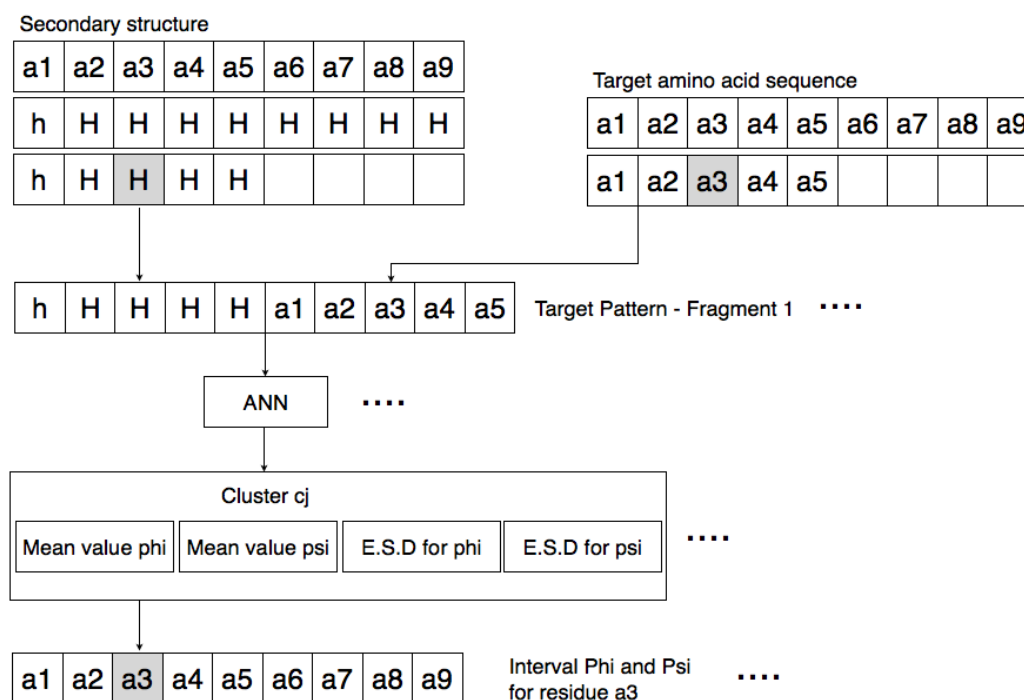 Secondary structure
a1 a2 a3 a4 a5 a6 a7 a8 a9
h H H H H H H H H
h H H H H
Target amino acid sequence
a1 a2 a3 a4 a5 a6 a7 a8 a9
a1 a2 a3 a4 a5
h H H H H a1 a2 a3 a4 a5
Target Pattern - Fragment 1 ....
ANN ....
Cluster cj
Mean value phi Mean value psi E.S.D for phi E.S.D for psi ....
a1 a2 a3 a4 a5 a6 a7 a8 a9
Interval Phi and Psi ....
for residue a3